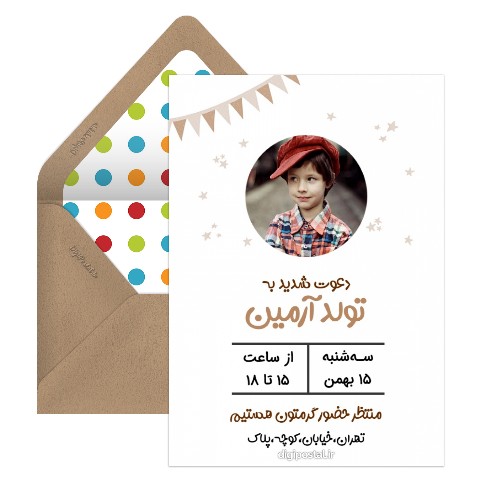 دعوت شدید به
تولد آرمین
سه‌شنبه
۱۵ بهمن
از ساعت
۱۵ تا ۱۸
منتظر حضور گرمتون هستیم
تهران،خیابان،کوچه،پلاک
digipostal.ir